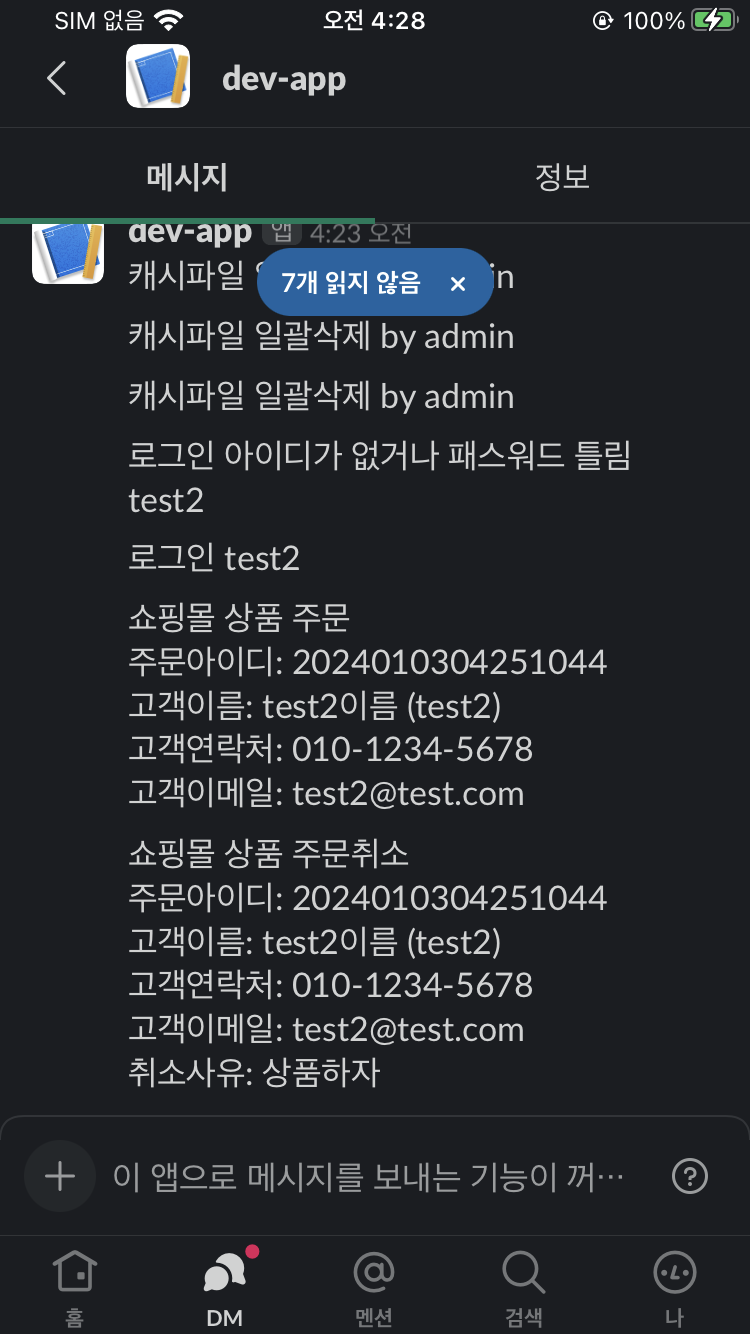 SIM 없음
오전 4:28
100%
dev-app
메시지
정보
dev-app 앱 4:23 오전
캐시파일
7개 읽지 않음 ×
캐시파일 일괄삭제 by admin
캐시파일 일괄삭제 by admin
로그인 아이디가 없거나 패스워드 틀림
test2
로그인 test2
쇼핑몰 상품 주문
주문아이디: 2024010304251044
고객이름: test2이름 (test2)
고객연락처: 010-1234-5678
고객이메일: test2@test.com
쇼핑몰 상품 주문취소
주문아이디: 2024010304251044
고객이름: test2이름 (test2)
고객연락처: 010-1234-5678
고객이메일: test2@test.com
취소사유: 상품하자
이 앱으로 메시지를 보내는 기능이 꺼…
홈
DM
멘션
검색
나